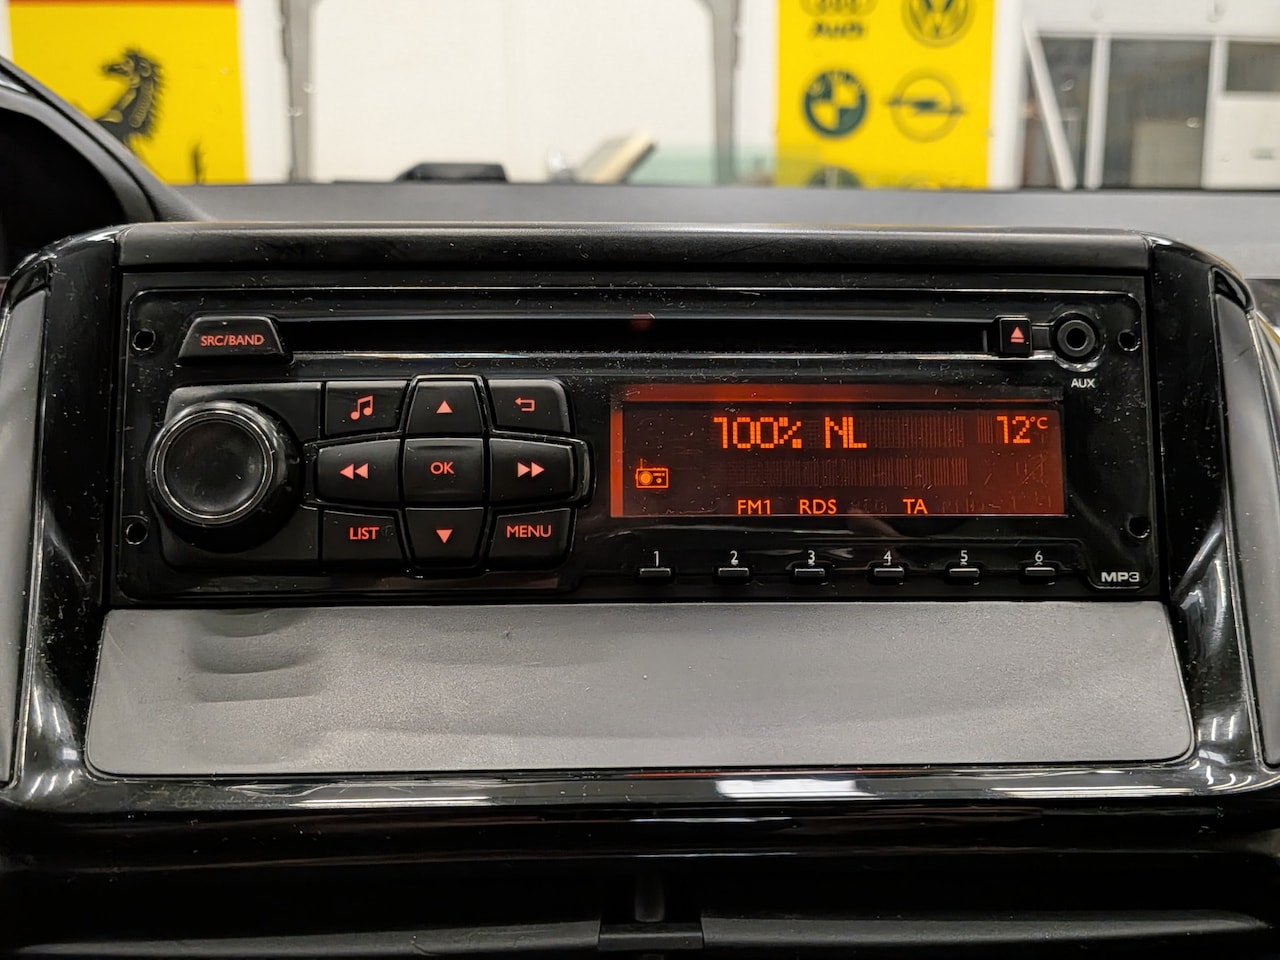 Audi
SRC/BAND
AUX
100% NL 12°C
OK
FM1 RDS TA
LIST MENU
1 2 3 4 5 6
MP3